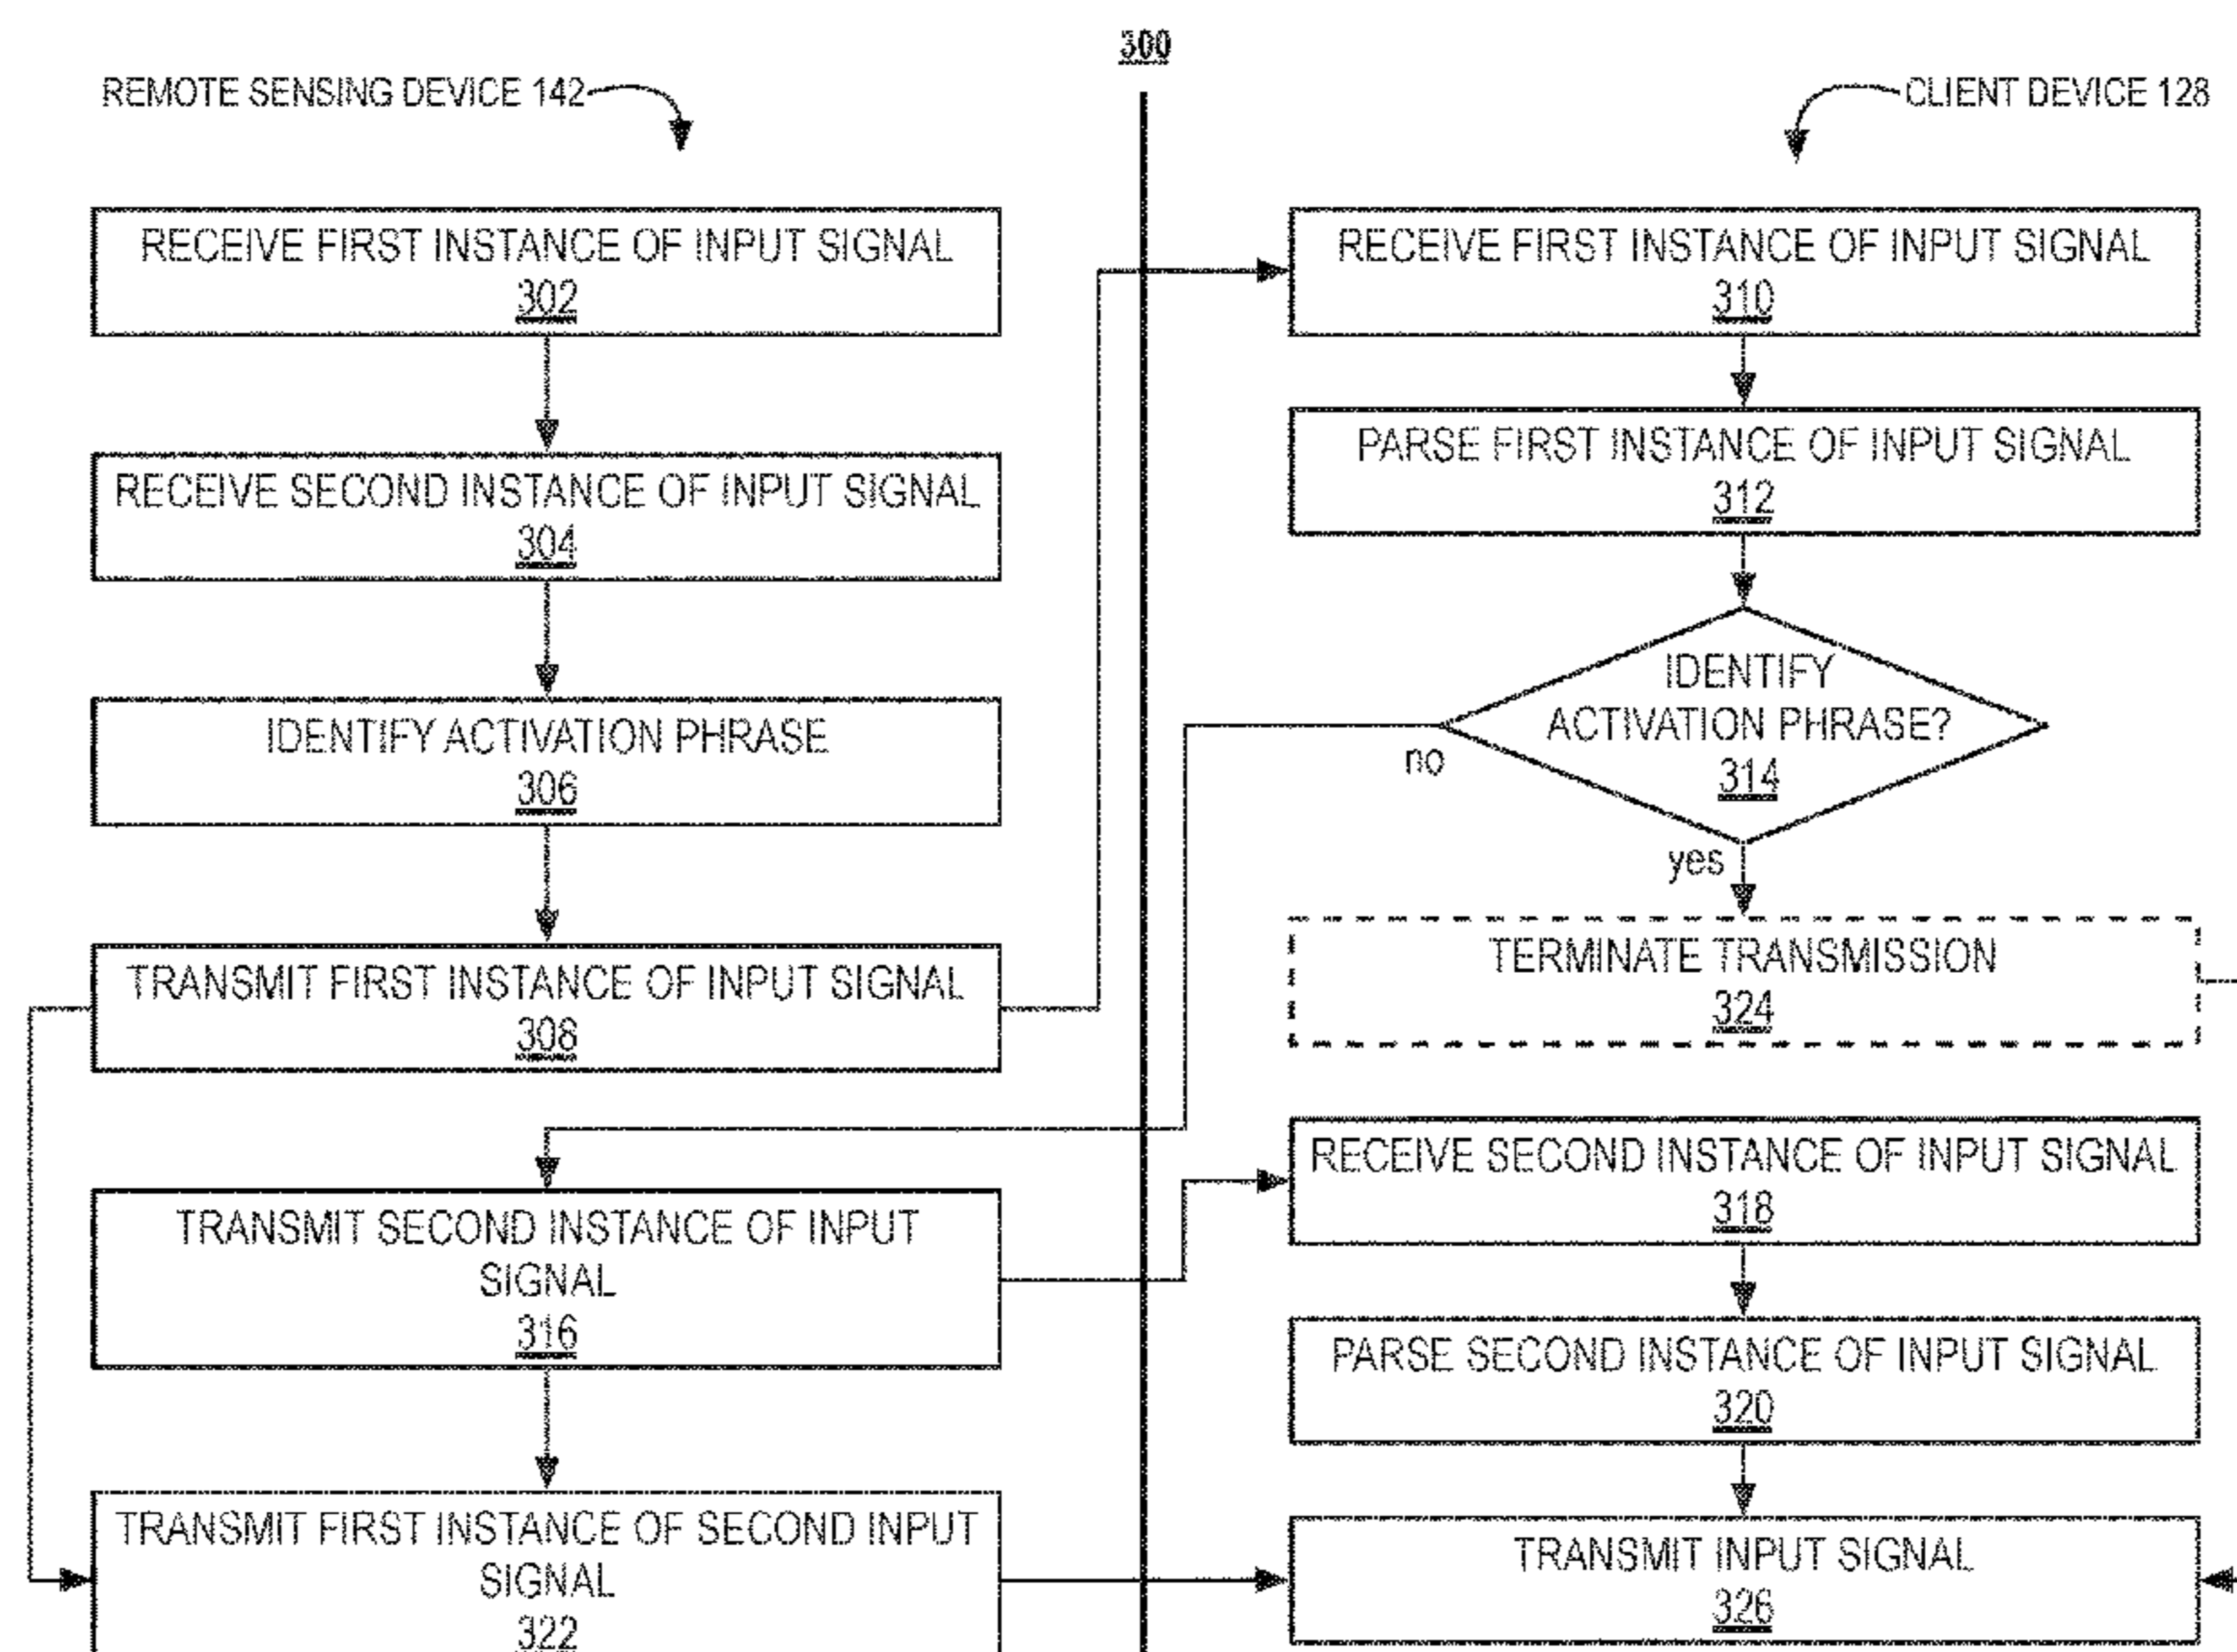 300
REMOTE SENSING DEVICE 142
RECEIVE FIRST INSTANCE OF INPUT SIGNAL
302
RECEIVE SECOND INSTANCE OF INPUT SIGNAL
304
IDENTIFY ACTIVATION PHRASE
306
TRANSMIT FIRST INSTANCE OF INPUT SIGNAL
308
TRANSMIT SECOND INSTANCE OF INPUT
SIGNAL
316
TRANSMIT FIRST INSTANCE OF SECOND INPUT
SIGNAL
322
CLIENT DEVICE 128
RECEIVE FIRST INSTANCE OF INPUT SIGNAL
310
PARSE FIRST INSTANCE OF INPUT SIGNAL
312
IDENTIFY
ACTIVATION PHRASE?
314
no
yes
TERMINATE TRANSMISSION
324
RECEIVE SECOND INSTANCE OF INPUT SIGNAL
318
PARSE SECOND INSTANCE OF INPUT SIGNAL
320
TRANSMIT INPUT SIGNAL
326